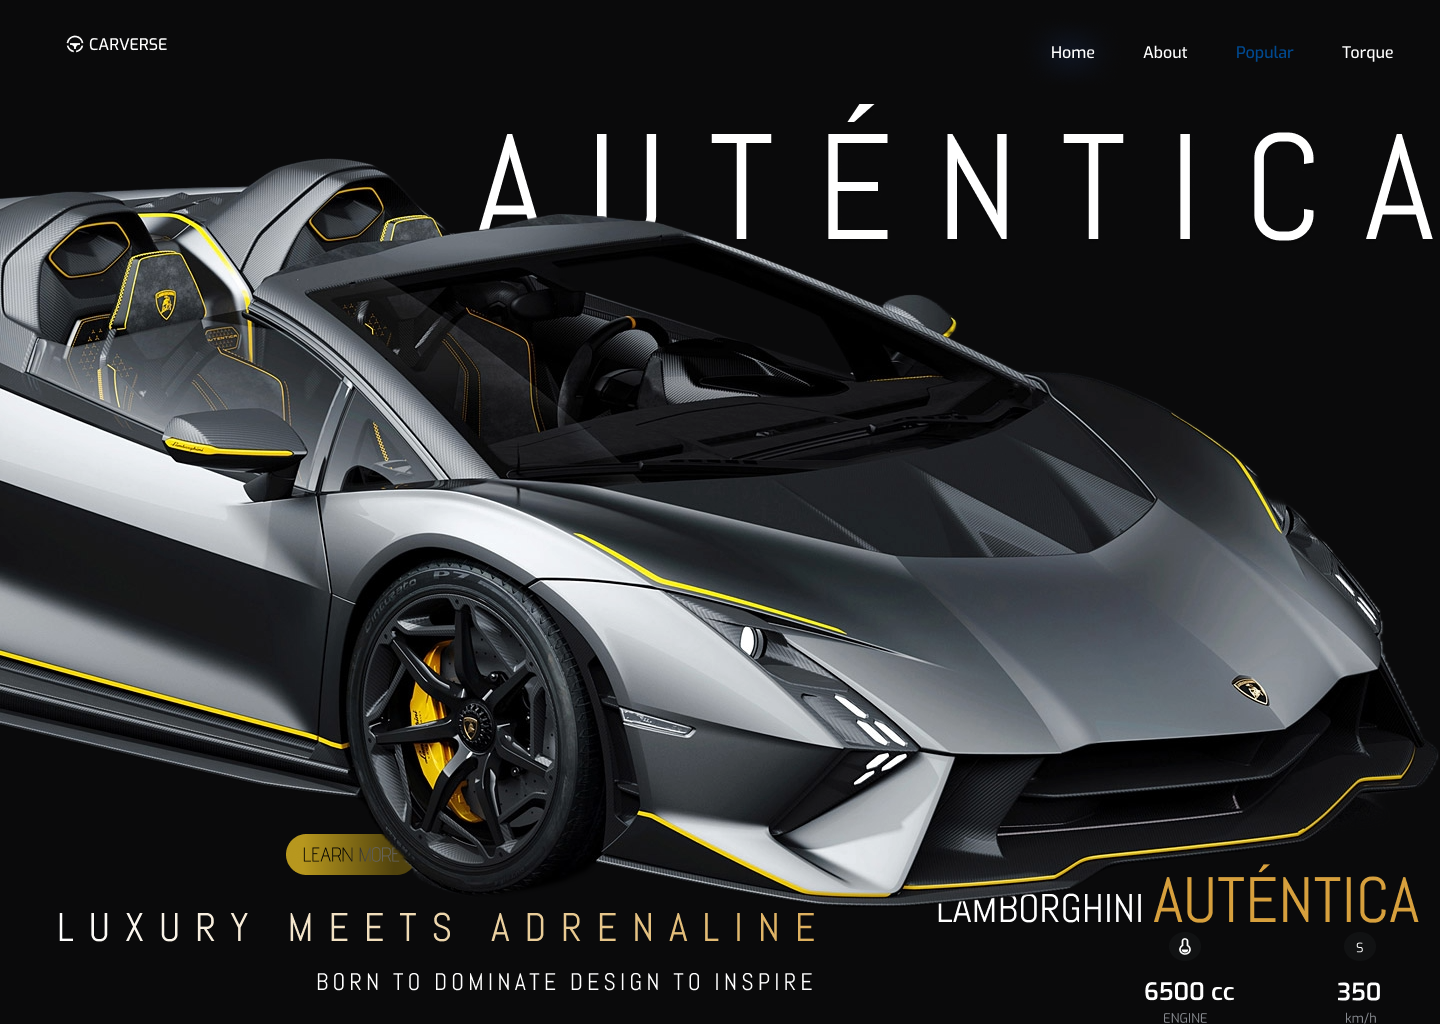 CARVERSE
Home About Popular Torque
AUTÉNTICA
Lamborghini
LEARN MORE
LUXURY MEETS ADRENALINE
BORN TO DOMINATE DESIGN TO INSPIRE
LAMBORGHINI AUTÉNTICA
S
6500 cc 350
ENGINE km/h